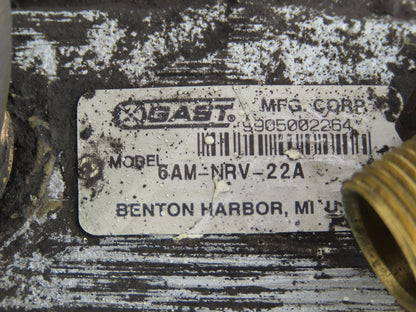 GAST® MFG. CORP.
9905002264
MODEL 6AM-NRV-22A
BENTON HARBOR, MI